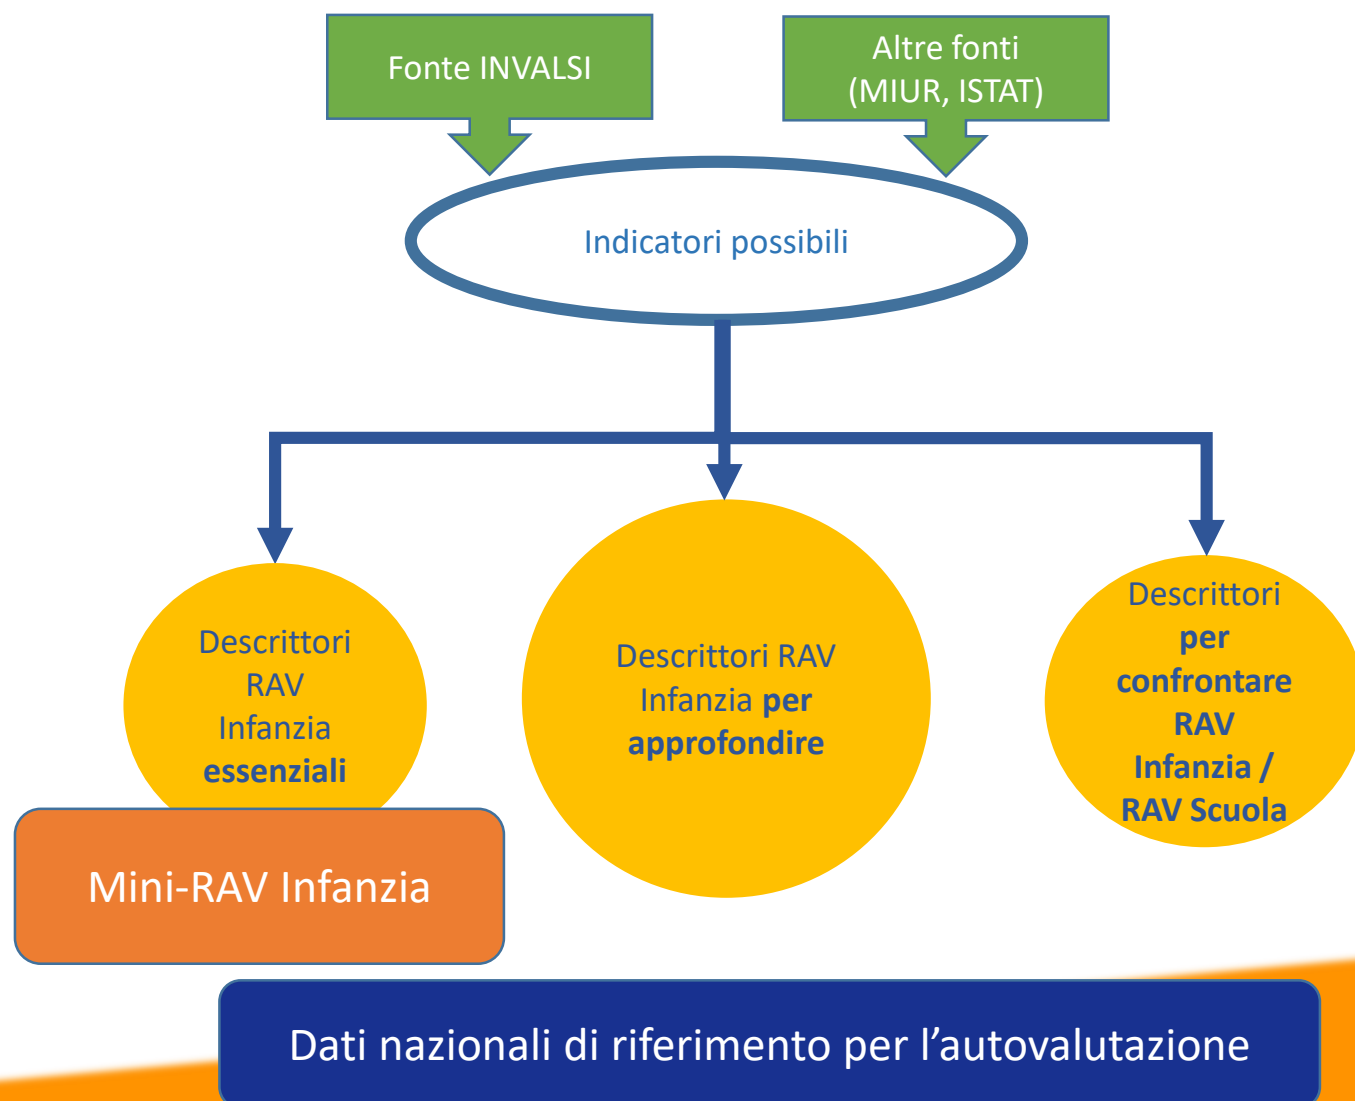 Fonte INVALSI
Altre fonti
(MIUR, ISTAT)
Indicatori possibili
Descrittori
RAV
Infanzia
essenziali
Descrittori RAV
Infanzia per
approfondire
Descrittori
per
confrontare
RAV
Infanzia /
RAV Scuola
Mini-RAV Infanzia
Dati nazionali di riferimento per l’autovalutazione